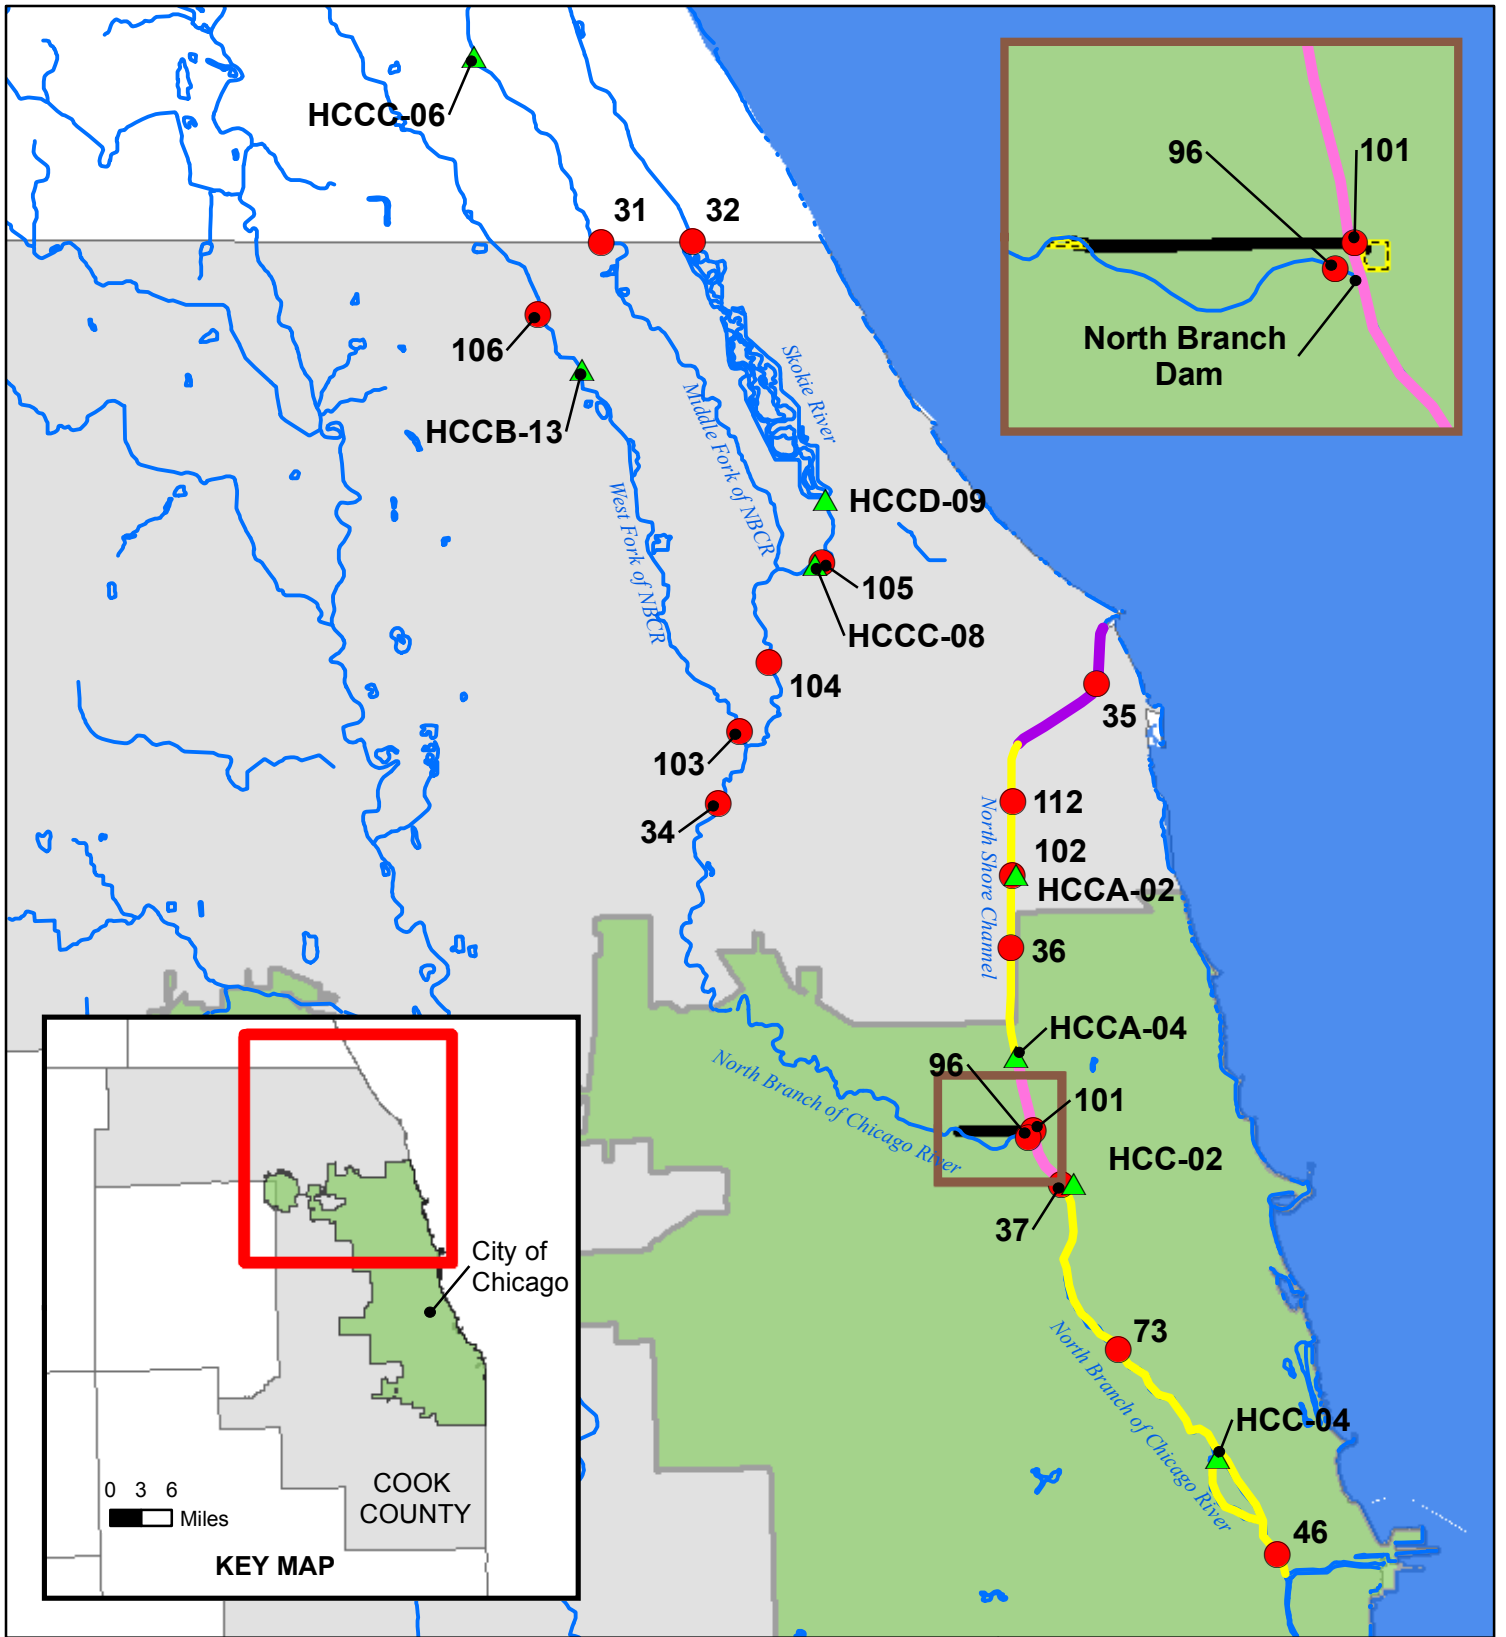 HCCC-06
31
32
96
101
North Branch
Dam
106
HCCB-13
Skokie River
Middle Fork of NBCR
West Fork of NBCR
HCCD-09
105
HCCC-08
104
35
103
34
112
102
HCCA-02
North Shore Channel
36
HCCA-04
96
101
North Branch of Chicago River
HCC-02
37
73
North Branch of Chicago River
HCC-04
46
City of
Chicago
0 3 6
Miles
COOK
COUNTY
KEY MAP